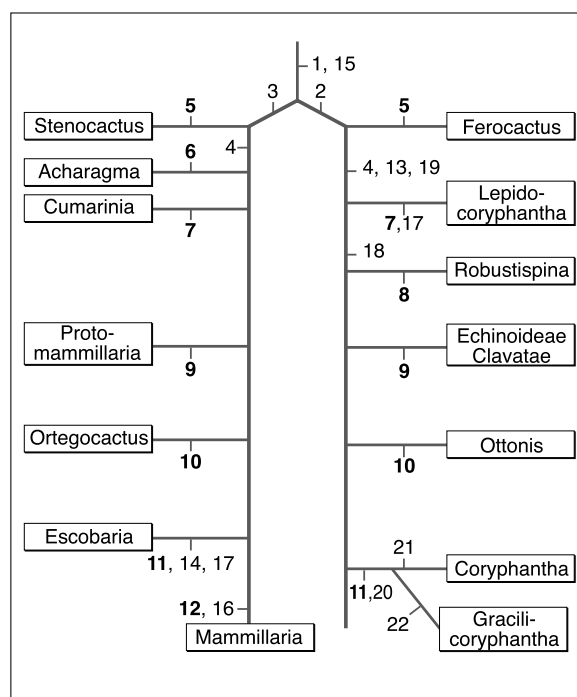 1, 15
3
2
5
5
Stenocactus
Ferocactus
4
6
4, 13, 19
Acharagma
Lepido-
coryphantha
Cumarinia
7
7,17
18
Robustispina
8
Proto-
mammillaria
Echinoideae
Clavatae
9
9
Ortegocactus
Ottonis
10
10
Escobaria
21
Coryphantha
11, 14, 17
11,20
12, 16
22
Gracili-
coryphantha
Mammillaria